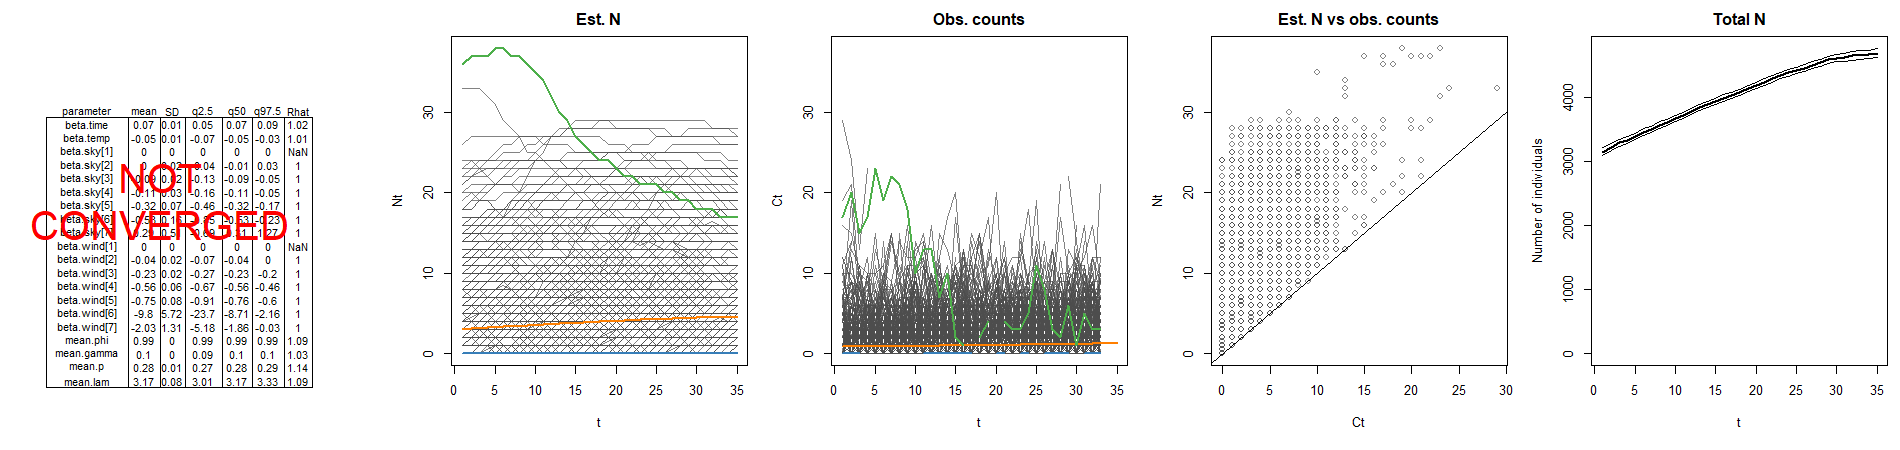 parameter mean SD q2.5 q50 q97.5 Rhat
beta.time 0.07 0.01 0.05 0.07 0.09 1.02
beta.temp -0.05 0.01 -0.07 -0.05 -0.03 1.01
beta.sky[1] 0 0 0 0 0 NaN
beta.sky[2] 0 0.02 -0.04 -0.01 0.03 1
beta.sky[3] -0.09 0.02 -0.13 -0.09 -0.05 1
beta.sky[4] -0.11 0.03 -0.16 -0.11 -0.05 1
beta.sky[5] -0.32 0.07 -0.46 -0.32 -0.17 1
beta.sky[6] -0.53 -0.23 1
beta.sky[7] 1
NOT
CONVERGED
beta.wind[1] 0 0 0 0 0 NaN
beta.wind[2] -0.04 0.02 -0.07 -0.04 0 1
beta.wind[3] -0.23 0.02 -0.27 -0.23 -0.2 1
beta.wind[4] -0.56 0.06 -0.67 -0.56 -0.46 1
beta.wind[5] -0.75 0.08 -0.91 -0.76 -0.6 1
beta.wind[6] -9.8 5.72 -23.7 -8.71 -2.16 1
beta.wind[7] -2.03 1.31 -5.18 -1.86 -0.03 1
mean.phi 0.99 0 0.99 0.99 0.99 1.09
mean.gamma 0.1 0 0.09 0.1 0.1 1.03
mean.p 0.28 0.01 0.27 0.28 0.29 1.14
mean.lam 3.17 0.08 3.01 3.17 3.33 1.09
Est. N
Nt
0 10 20 30
0 5 10 15 20 25 30 35
t
Obs. counts
Ct
0 10 20 30
0 5 10 15 20 25 30 35
t
Est. N vs obs. counts
Nt
0 10 20 30
0 5 10 15 20 25 30
Ct
Total N
Number of individuals
0 1000 2000 3000 4000
0 5 10 15 20 25 30 35
t